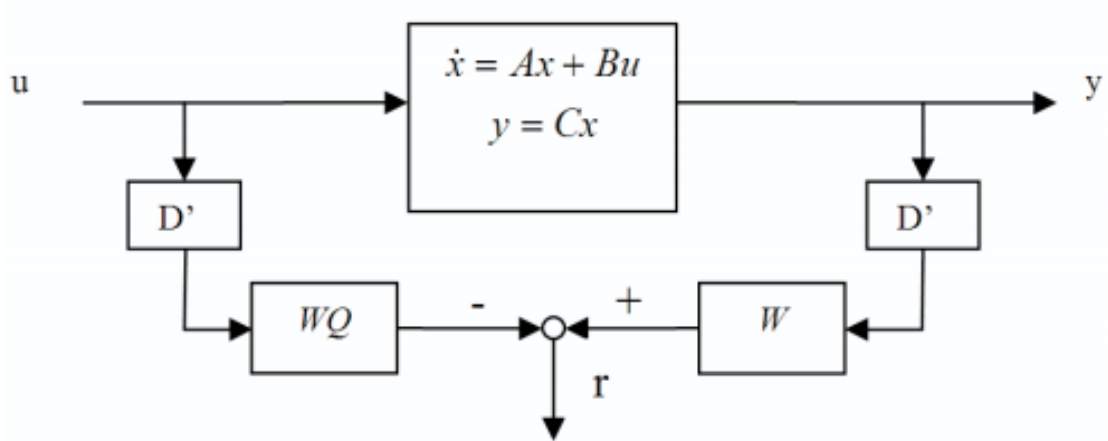 u
ẋ = Ax + Bu
y = Cx
y
D’
D’
WQ
-
+
W
r